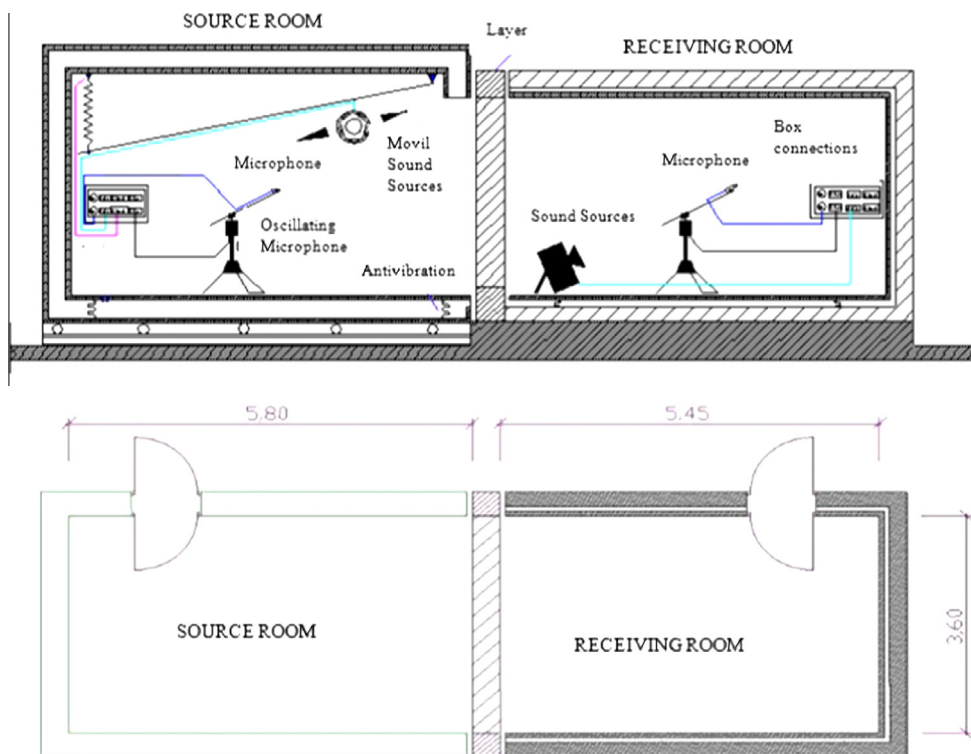 SOURCE ROOM
Layer
RECEIVING ROOM
Movil
Sound
Sources
Microphone
Oscillating
Microphone
Antivibration
Box
connections
Microphone
Sound Sources
5,80
5,45
SOURCE ROOM
RECEIVING ROOM
3,60